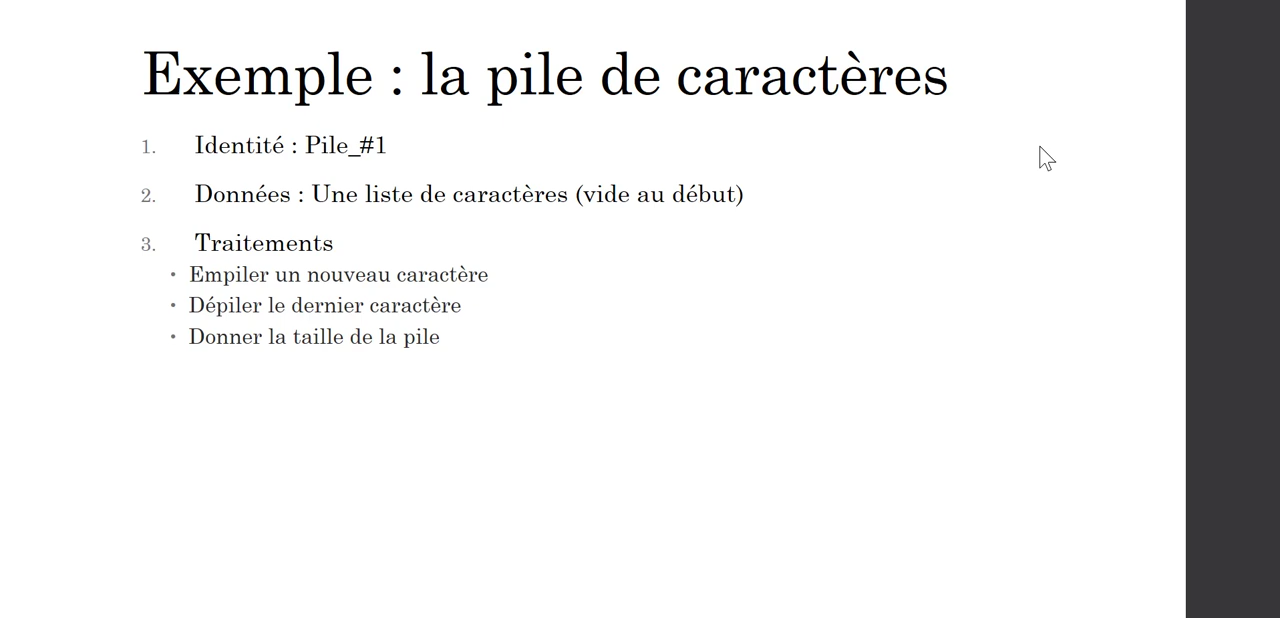 Exemple : la pile de caractères
1. Identité : Pile_#1
2. Données : Une liste de caractères (vide au début)
3. Traitements
• Empiler un nouveau caractère
• Dépiler le dernier caractère
• Donner la taille de la pile